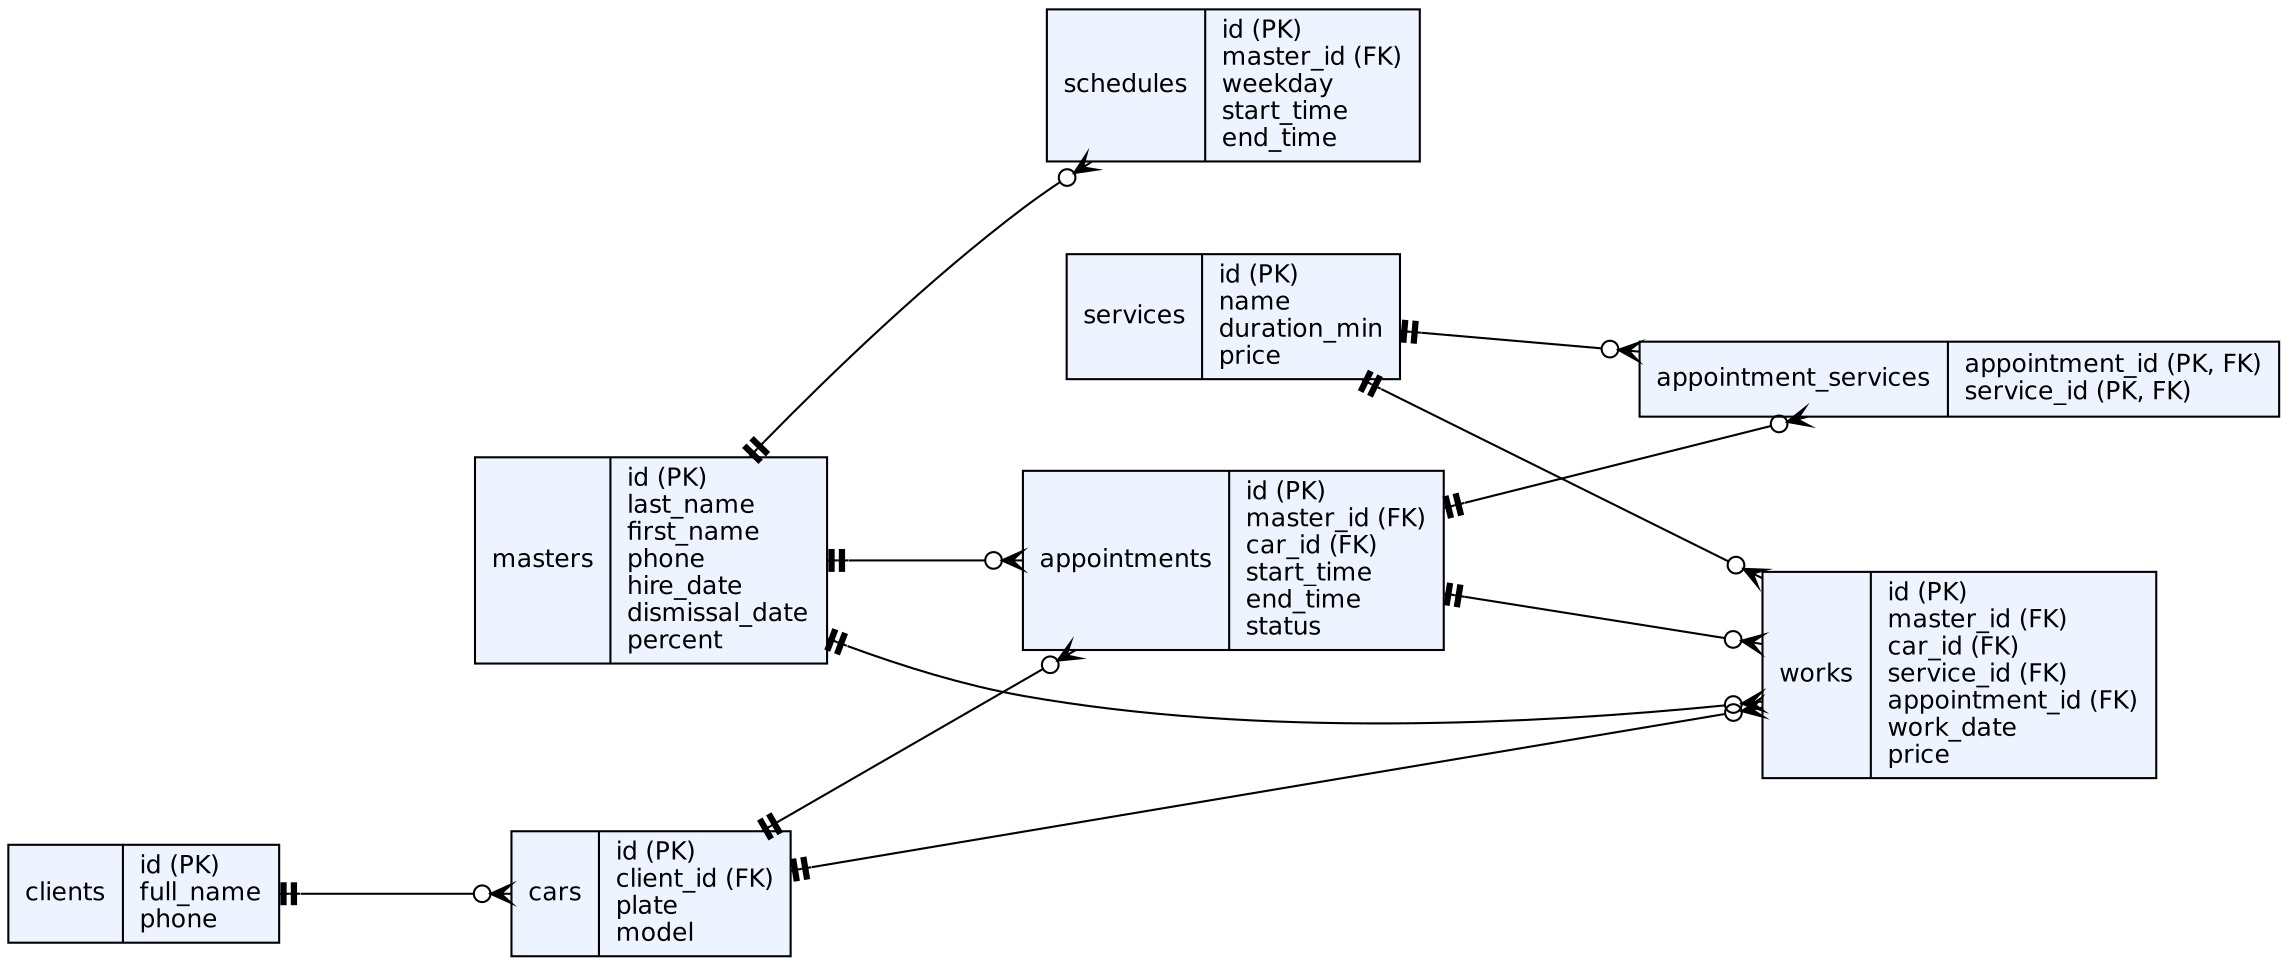 schedules
id (PK)
master_id (FK)
weekday
start_time
end_time
services
id (PK)
name
duration_min
price
appointment_services
appointment_id (PK, FK)
service_id (PK, FK)
masters
id (PK)
last_name
first_name
phone
hire_date
dismissal_date
percent
appointments
id (PK)
master_id (FK)
car_id (FK)
start_time
end_time
status
works
id (PK)
master_id (FK)
car_id (FK)
service_id (FK)
appointment_id (FK)
work_date
price
clients
id (PK)
full_name
phone
cars
id (PK)
client_id (FK)
plate
model